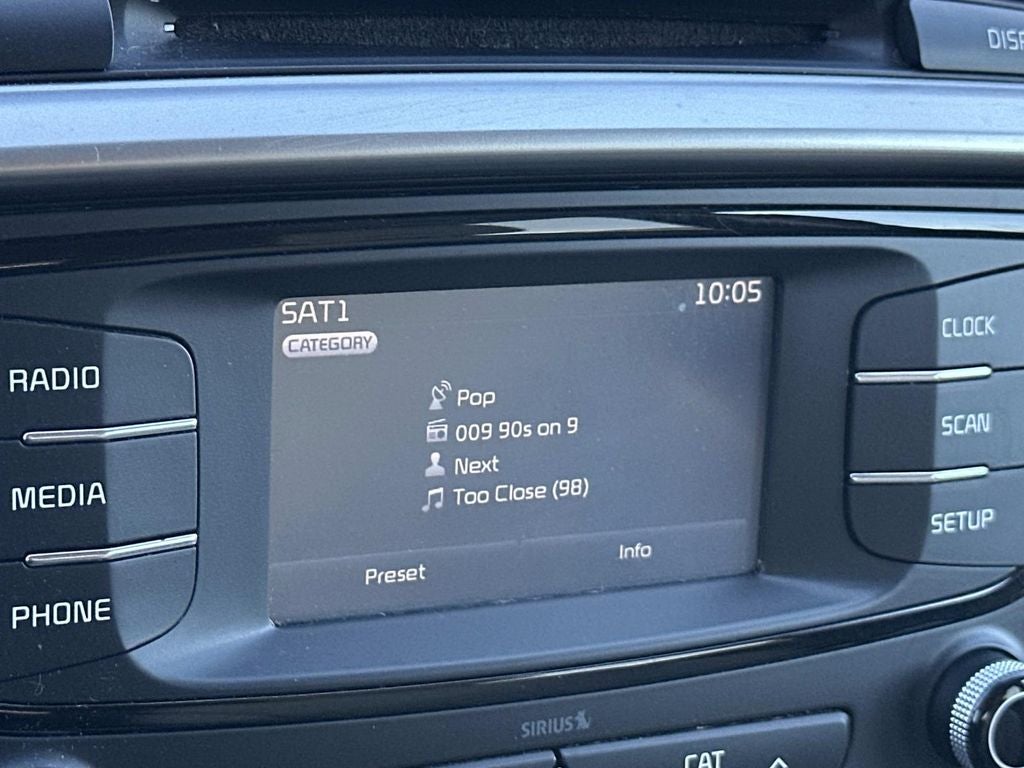 SAT1
10:05
CATEGORY
Pop
009 90s on 9
Next
Too Close (98)
Preset
Info
RADIO
MEDIA
PHONE
CLOCK
SCAN
SETUP
SIRIUS
CAT